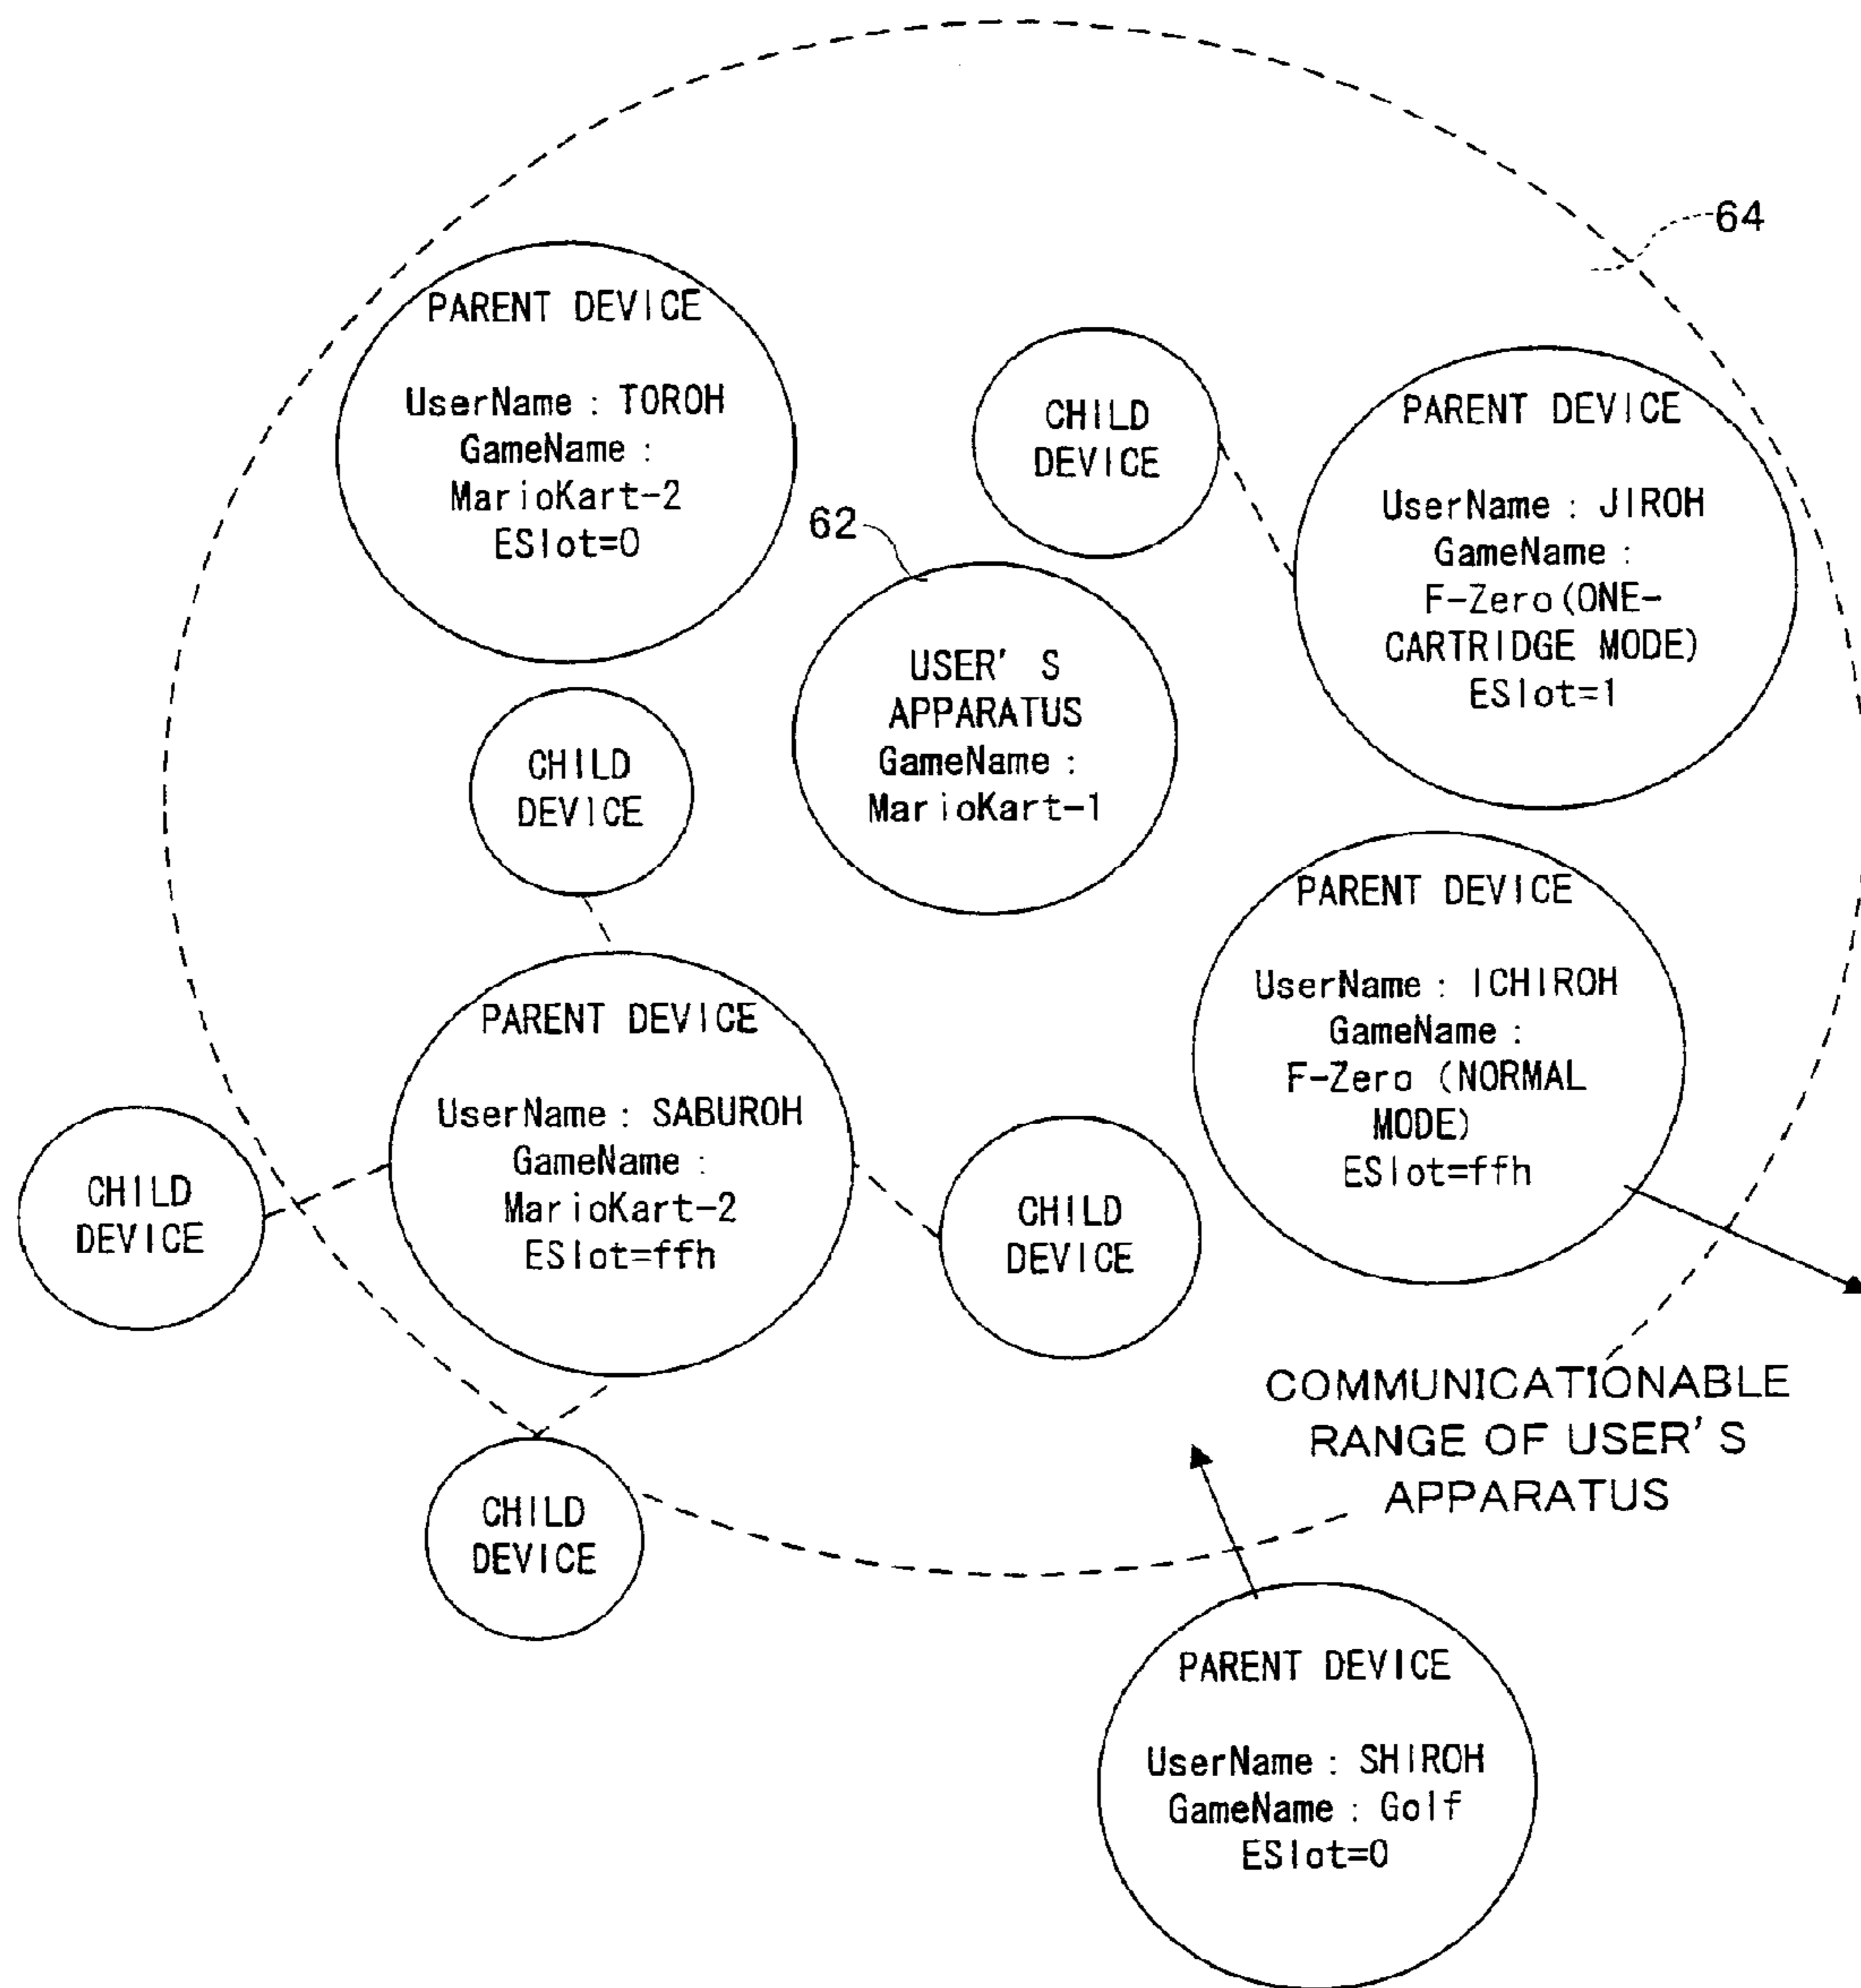 64
PARENT DEVICE
UserName : TOROH
GameName :
MarioKart-2
ESlot=0
CHILD
DEVICE
PARENT DEVICE
UserName : JIROH
GameName :
F-Zero(ONE-
CARTRIDGE MODE)
ESlot=1
62
USER'S
APPARATUS
GameName :
MarioKart-1
CHILD
DEVICE
PARENT DEVICE
UserName : ICHIROH
GameName :
F-Zero (NORMAL
MODE)
ESlot=ffh
PARENT DEVICE
UserName : SABUROH
GameName :
MarioKart-2
ESlot=ffh
CHILD
DEVICE
CHILD
DEVICE
COMMUNICATIONABLE
RANGE OF USER'S
APPARATUS
CHILD
DEVICE
PARENT DEVICE
UserName : SHIROH
GameName : Golf
ESlot=0